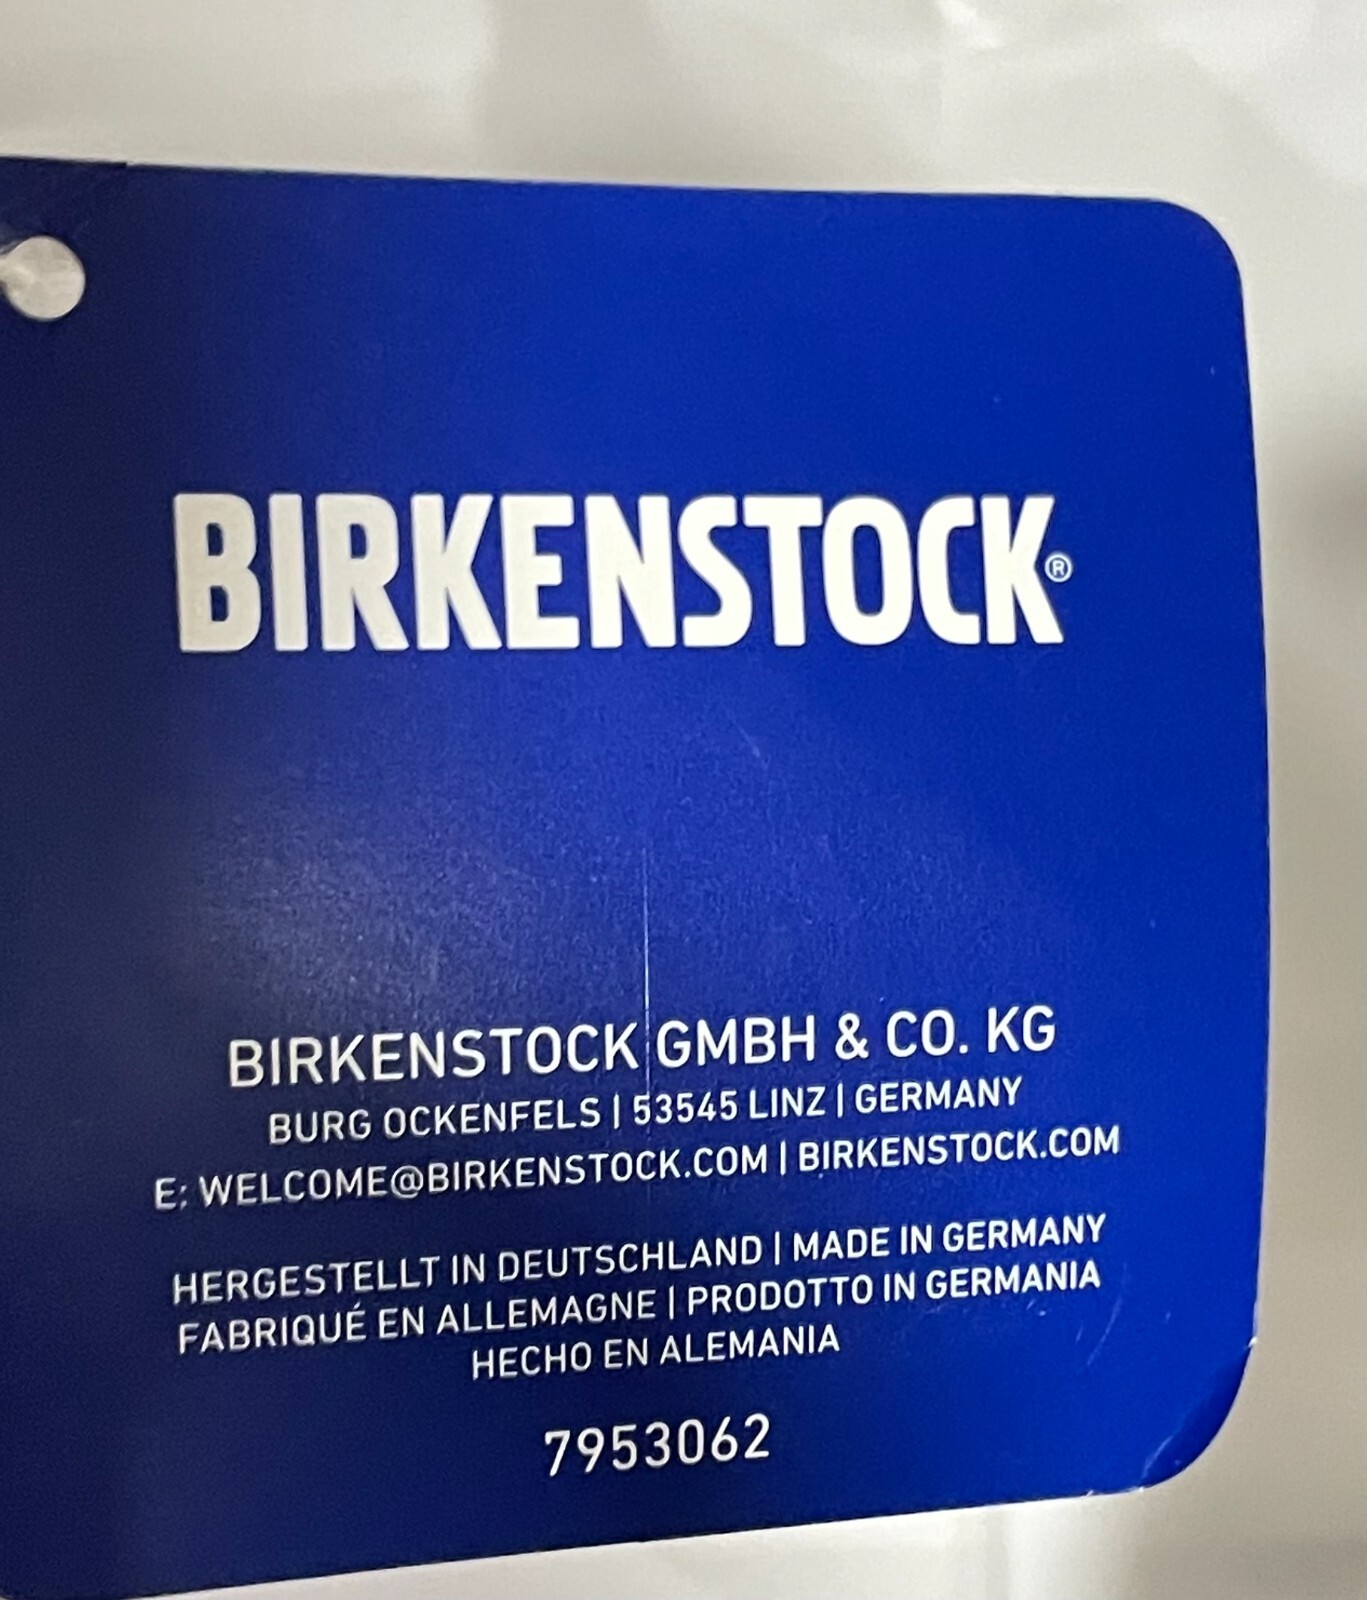 BIRKENSTOCK®
BIRKENSTOCK GMBH & CO. KG
BURG OCKENFELS | 53545 LINZ | GERMANY
E: WELCOME@BIRKENSTOCK.COM | BIRKENSTOCK.COM
HERGESTELLT IN DEUTSCHLAND | MADE IN GERMANY
FABRIQUÉ EN ALLEMAGNE | PRODOTTO IN GERMANIA
HECHO EN ALEMANIA
7953062